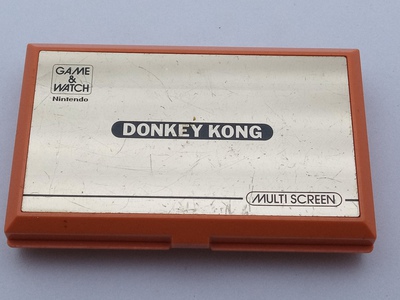 GAME
&
WATCH
Nintendo
DONKEY KONG
MULTI SCREEN